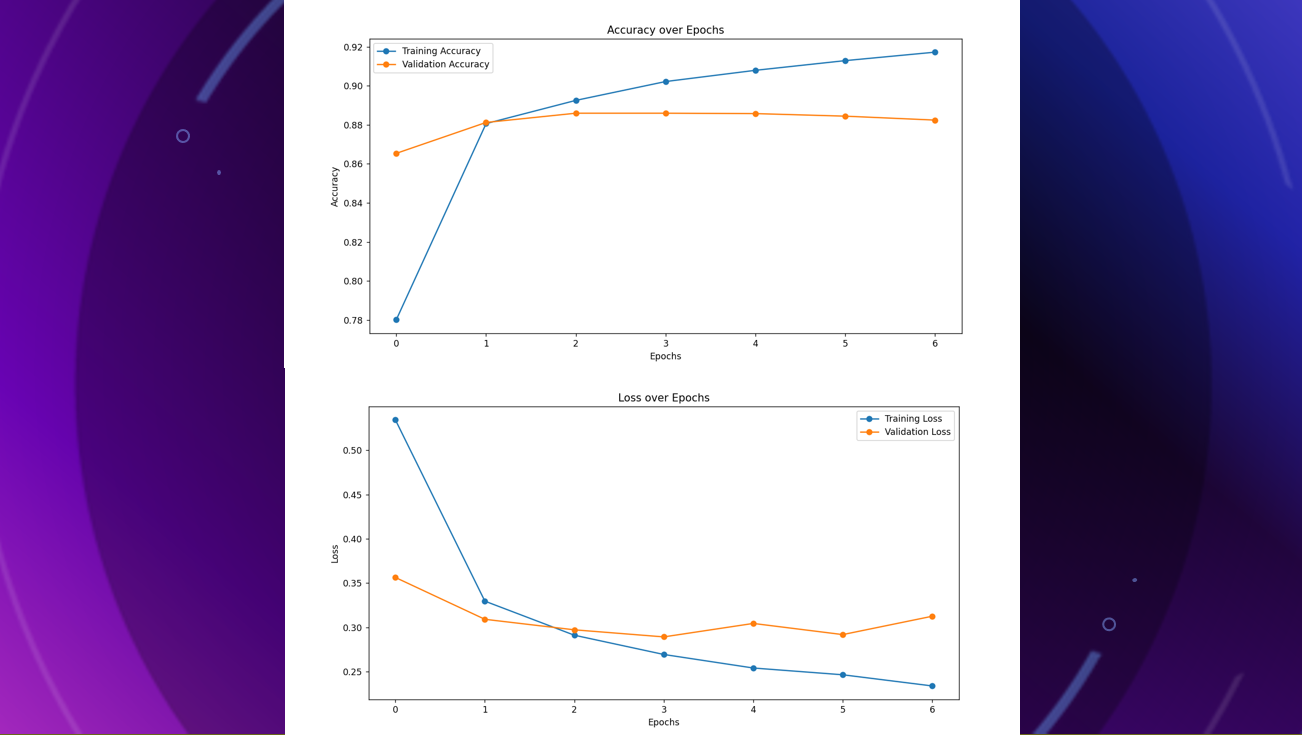 Accuracy over Epochs
Training Accuracy
Validation Accuracy
0.92
0.90
0.88
0.86
0.84
0.82
0.80
0.78
Accuracy
0 1 2 3 4 5 6
Epochs
Loss over Epochs
Training Loss
Validation Loss
0.50
0.45
0.40
0.35
0.30
0.25
Loss
0 1 2 3 4 5 6
Epochs